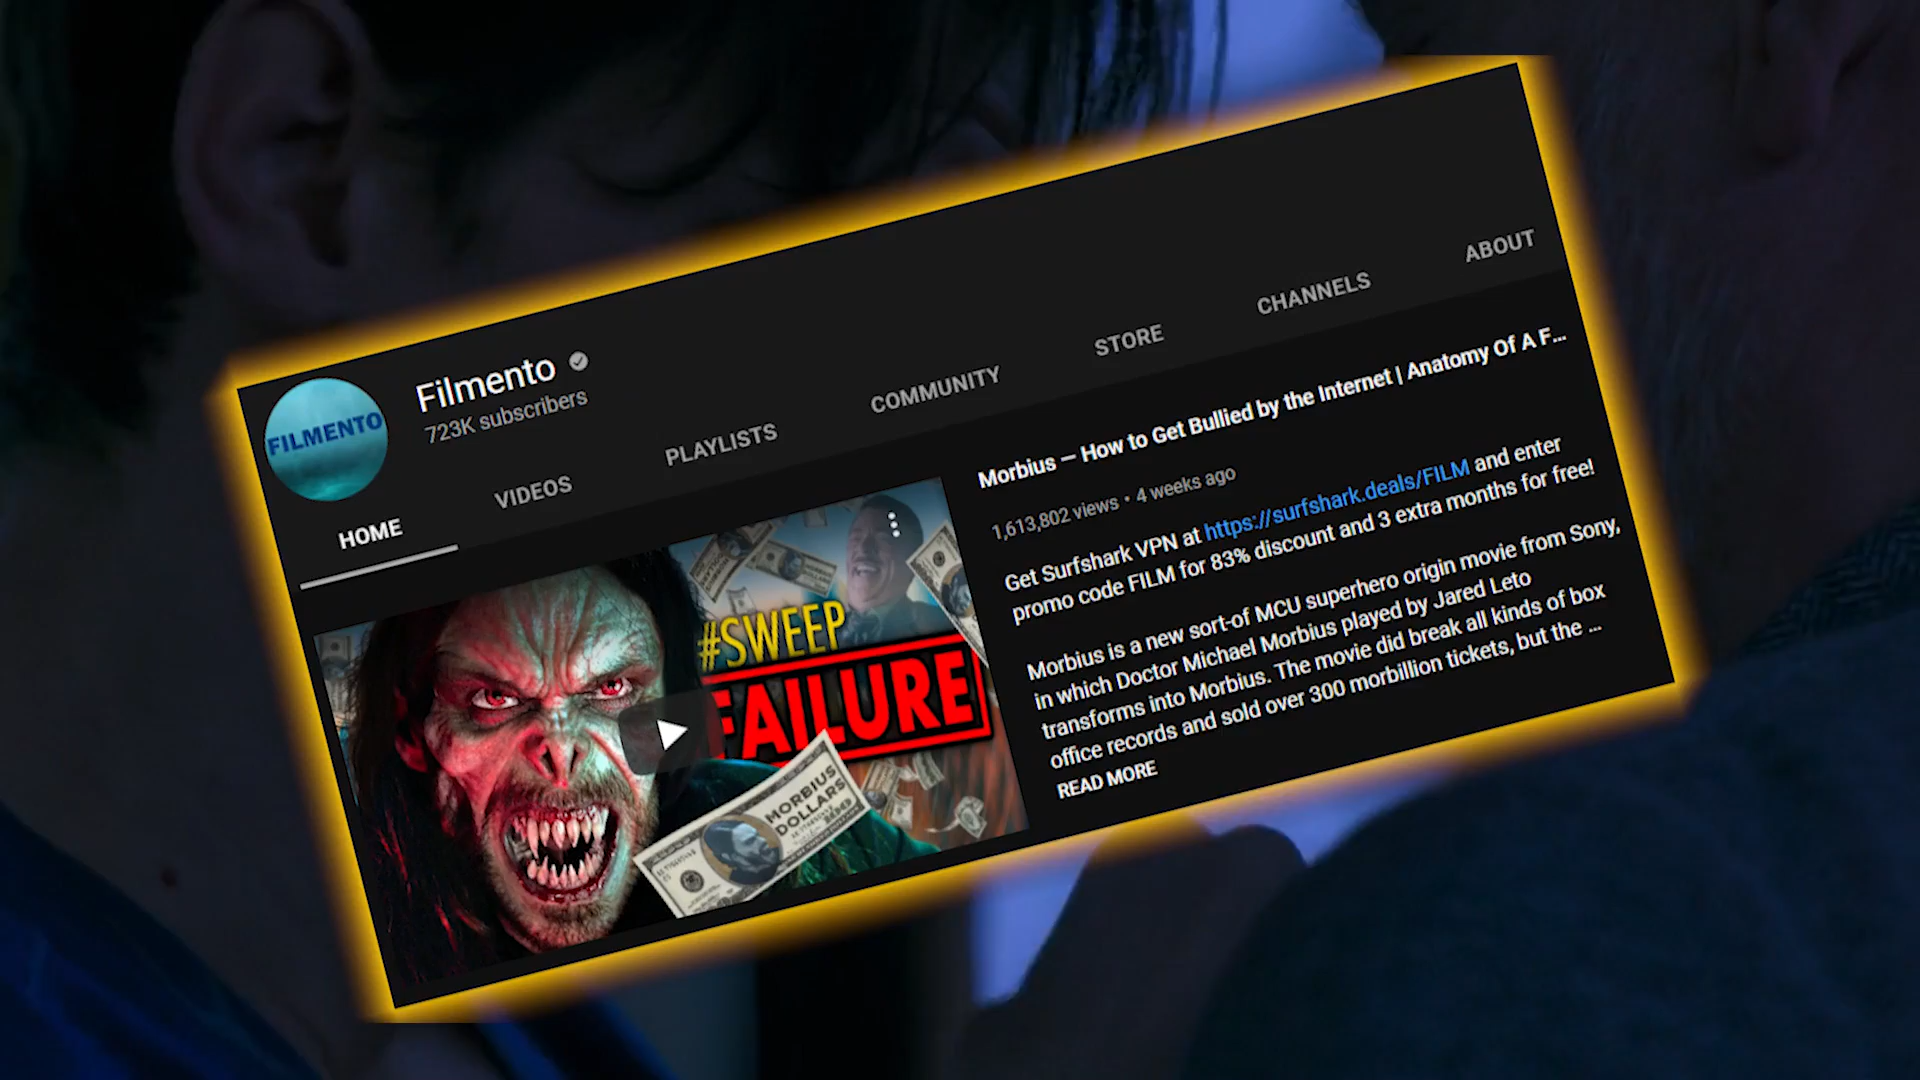 FILMENTO
Filmento
723K subscribers
HOME
VIDEOS
PLAYLISTS
COMMUNITY
STORE
CHANNELS
ABOUT
#SWEEP
FAILURE
MORBIUS
DOLLARS
Morbius – How to Get Bullied by the Internet | Anatomy Of A F...
1,613,802 views • 4 weeks ago
Get Surfshark VPN at https://surfshark.deals/FILM and enter
promo code FILM for 83% discount and 3 extra months for free!
Morbius is a new sort-of MCU superhero origin movie from Sony,
in which Doctor Michael Morbius played by Jared Leto
transforms into Morbius. The movie did break all kinds of box
office records and sold over 300 morbillion tickets, but the ...
READ MORE